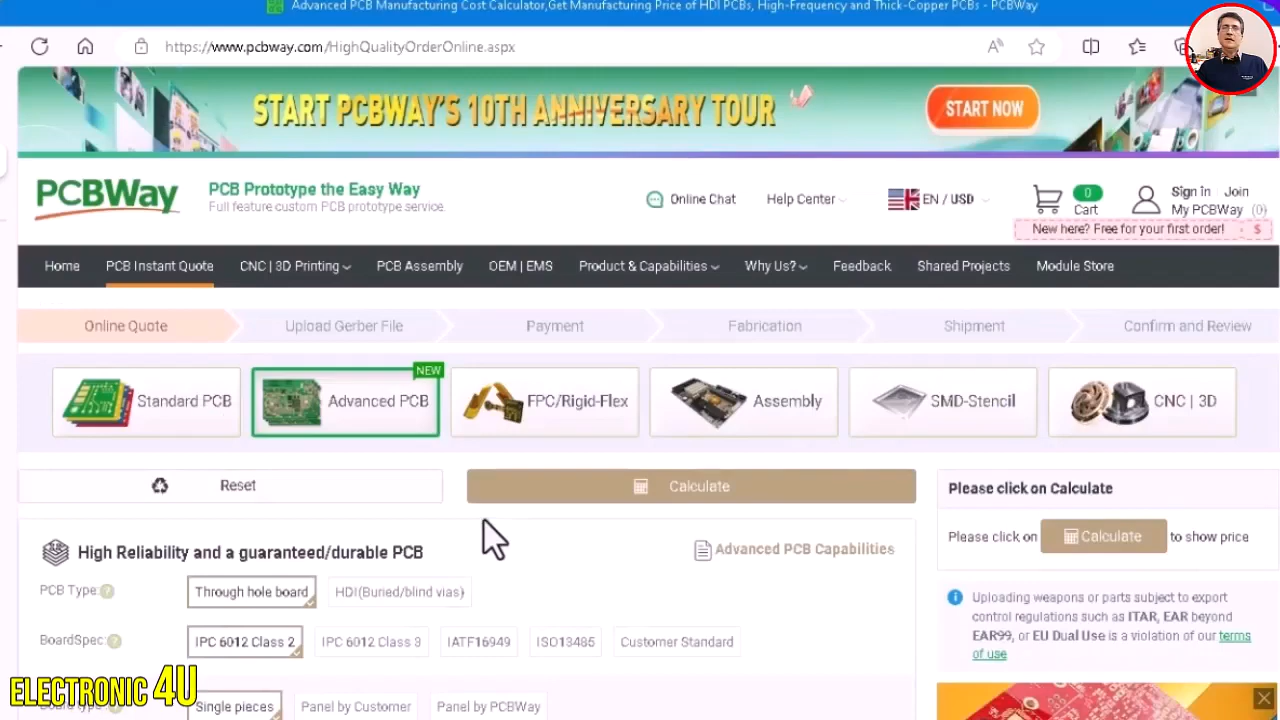 Advanced PCB Manufacturing Cost Calculator,Get Manufacturing Price of HDI PCBs, High-Frequency and Thick-Copper PCBs - PCBWay
https://www.pcbway.com/HighQualityOrderOnline.aspx
START PCBWAY'S 10TH ANNIVERSARY TOUR
START NOW
PCBWay
PCB Prototype the Easy Way
Full feature custom PCB prototype service
Online Chat
Help Center
EN / USD
0
Cart
Sign in Join
My PCBWay (0)
New here? Free for your first order! $
Home PCB Instant Quote CNC | 3D Printing PCB Assembly OEM | EMS Product & Capabilities Why Us? Feedback Shared Projects Module Store
Online Quote Upload Gerber File Payment Fabrication Shipment Confirm and Review
NEW
Standard PCB Advanced PCB FPC/Rigid-Flex Assembly SMD-Stencil CNC | 3D
Reset
Calculate
Please click on Calculate
Please click on Calculate to show price
High Reliability and a guaranteed/durable PCB
Advanced PCB Capabilities
PCB Type: ? Through hole board HDI(Buried/blind vias)
BoardSpec: ? IPC 6012 Class 2 IPC 6012 Class 3 IATF16949 ISO13485 Customer Standard
Single pieces Panel by Customer Panel by PCBWay
Uploading weapons or parts subject to export
control regulations such as ITAR, EAR beyond
EAR99, or EU Dual Use is a violation of our terms
of use
ELECTRONIC 4U